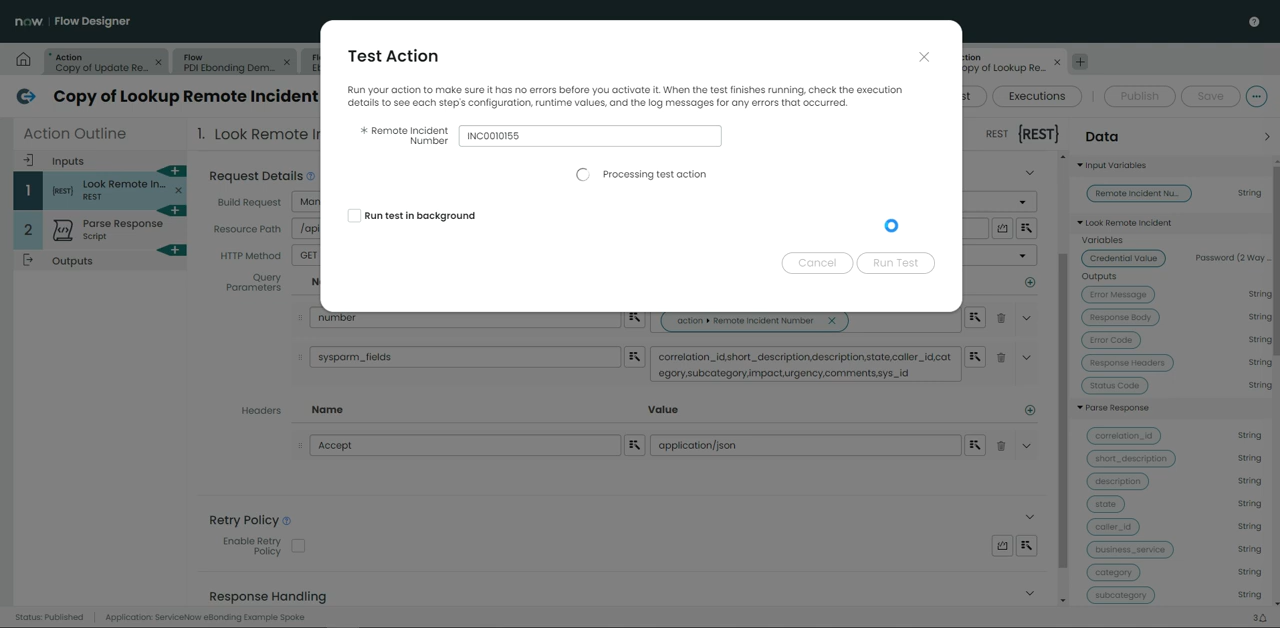 now | Flow Designer
Action
Copy of Update Re...
Flow
PDI Ebonding Dem...
opy of Lookup Re...
Copy of Lookup Remote Incident
Executions
Publish
Save
Test Action
Run your action to make sure it has no errors before you activate it. When the test finishes running, check the execution
details to see each step's configuration, runtime values, and the log messages for any errors that occurred.
* Remote Incident
Number
INC0010155
Processing test action
Run test in background
Cancel
Run Test
Action Outline
Inputs
1
{REST}
Look Remote In...
REST
2
Parse Response
Script
Outputs
1. Look Remote
REST {REST}
Request Details
Build Request
Resource Path
HTTP Method
GET
Query
Parameters
number
action ▸ Remote Incident Number
sysparm_fields
correlation_id,short_description,description,state,caller_id,cat
egory,subcategory,impact,urgency,comments,sys_id
Headers
Name
Value
Accept
application/json
Retry Policy
Enable Retry
Policy
Response Handling
Data
Input Variables
Remote Incident Nu...
String
Look Remote Incident
Variables
Credential Value
Password (2 Way ...
Outputs
Error Message
String
Response Body
String
Error Code
String
Response Headers
String
Status Code
String
Parse Response
correlation_id
String
short_description
String
description
String
state
String
caller_id
String
business_service
String
category
String
subcategory
String
Status: Published
Application: ServiceNow eBonding Example Spoke
3